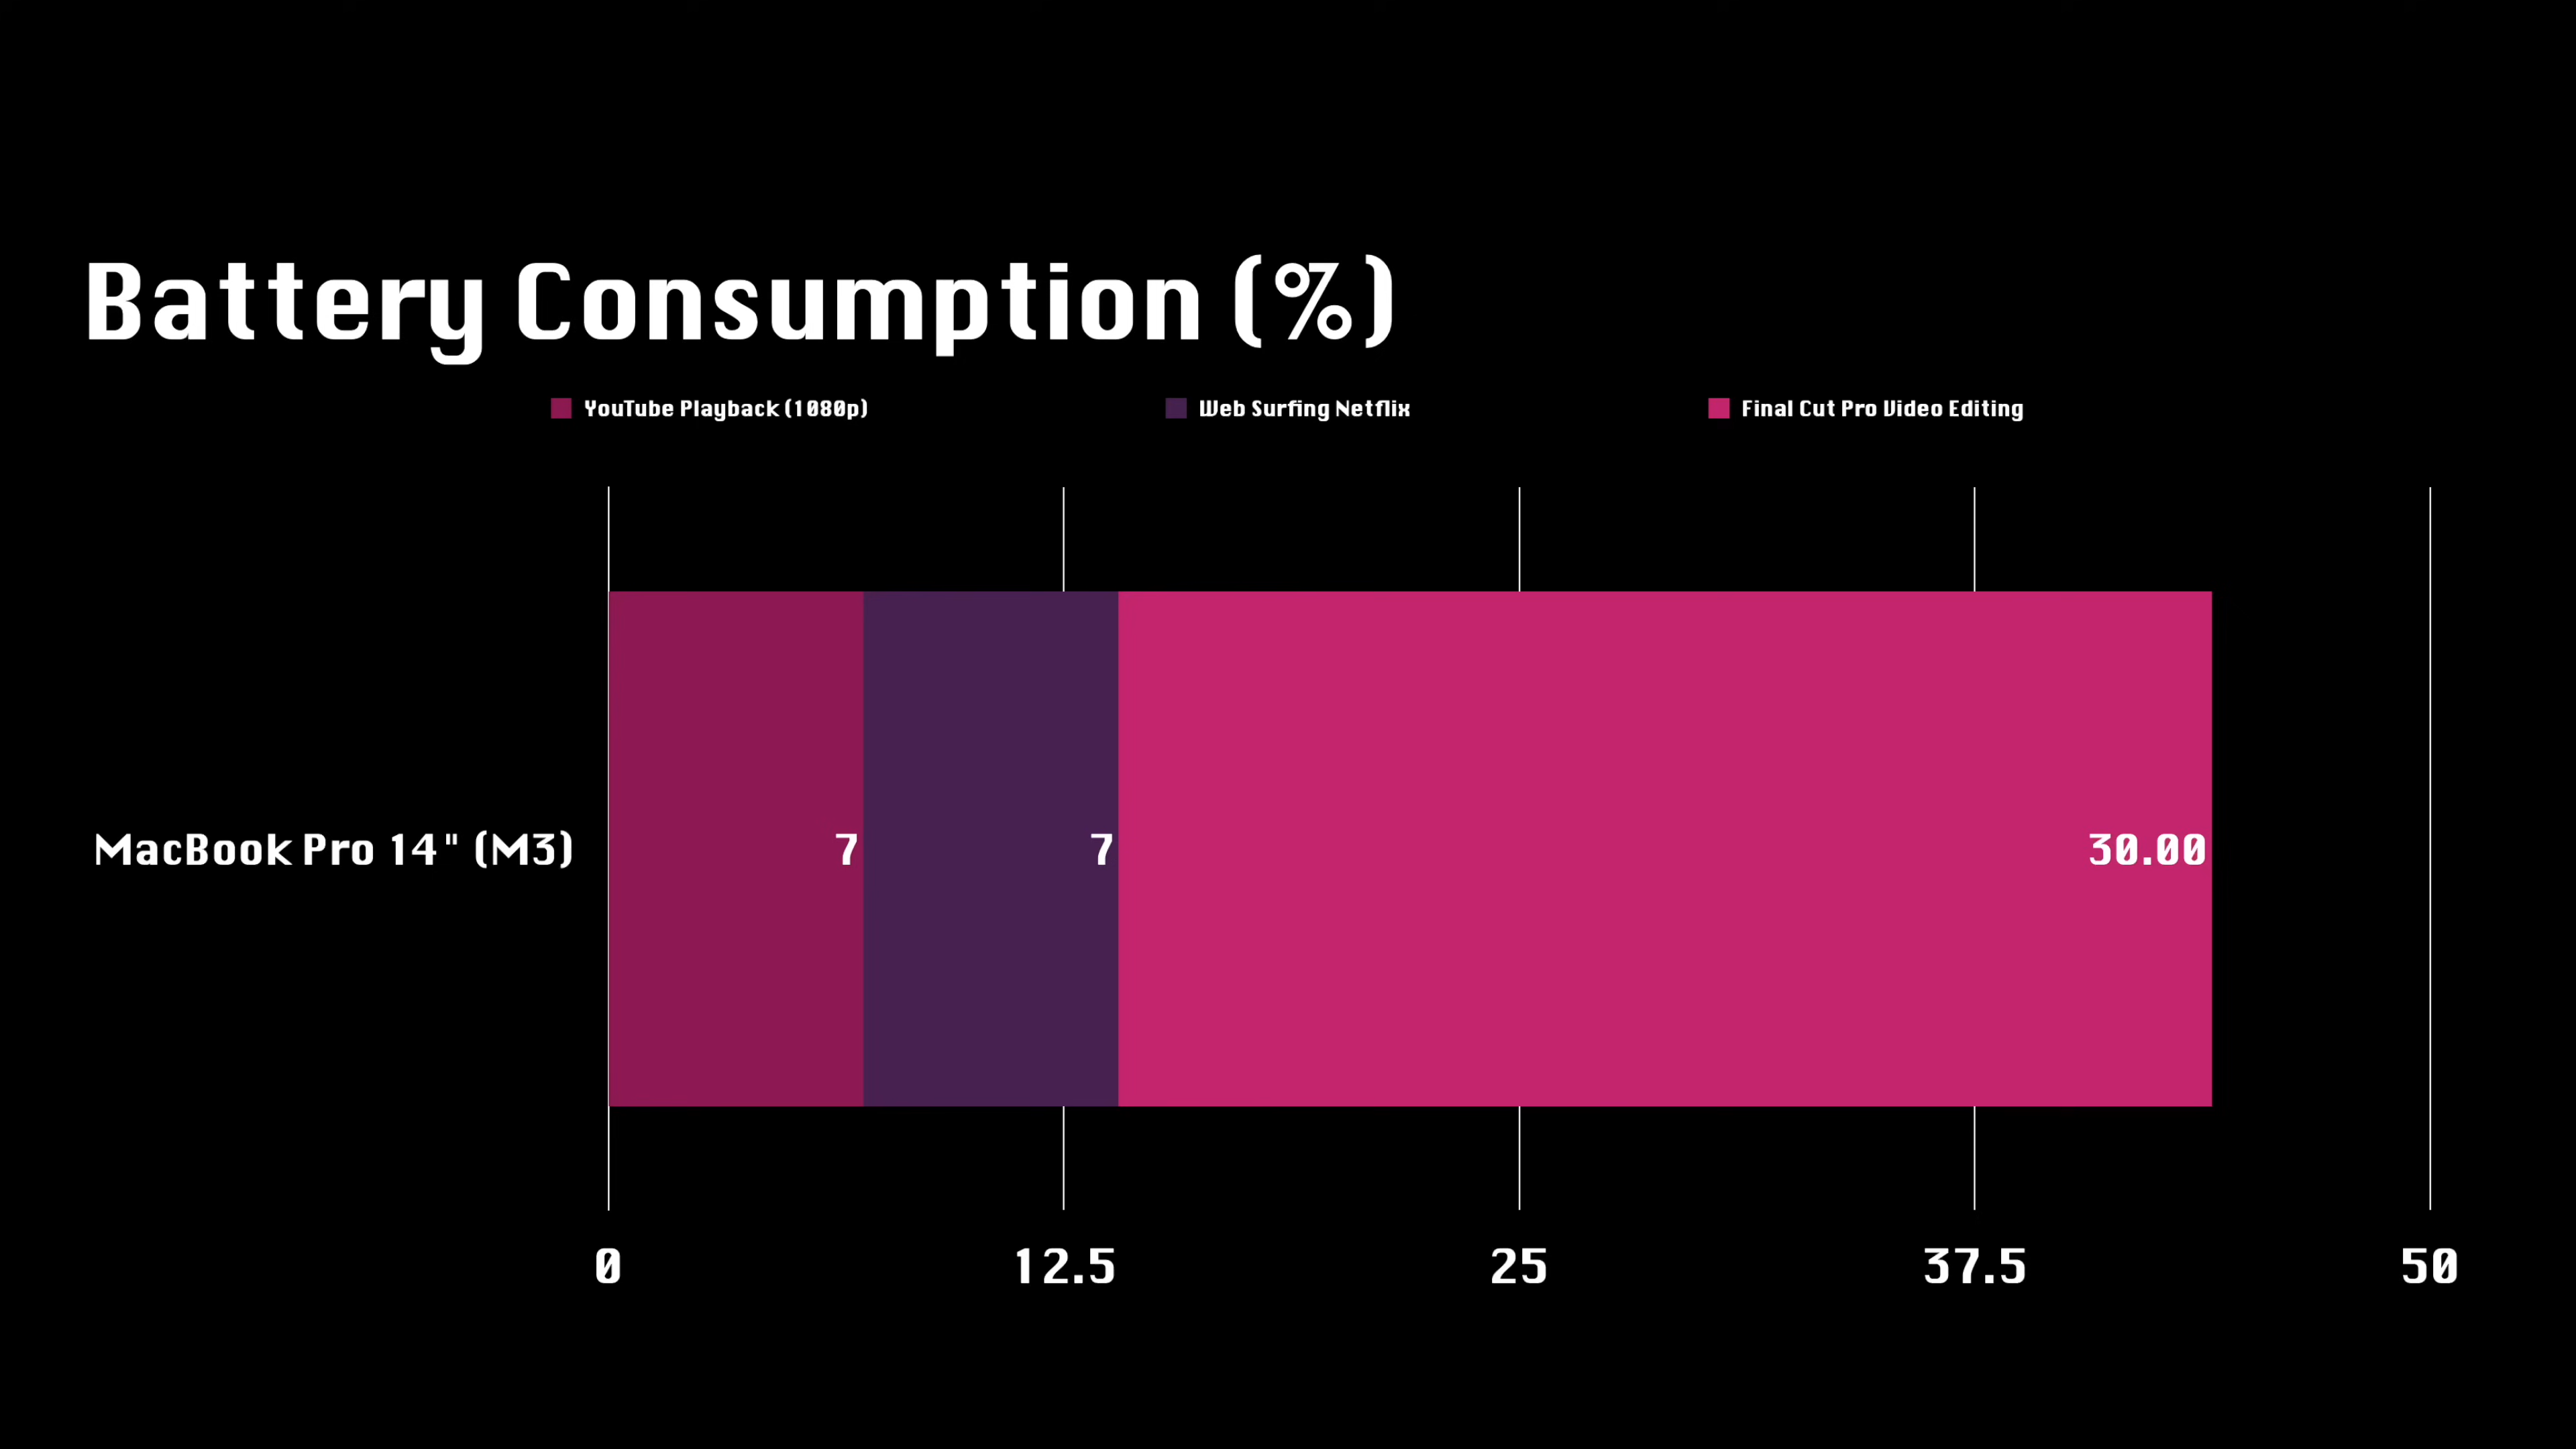 Battery Consumption (%)
YouTube Playback (1080p) Web Surfing Netflix Final Cut Pro Video Editing
MacBook Pro 14" (M3) 7 7 30.00
0 12.5 25 37.5 50